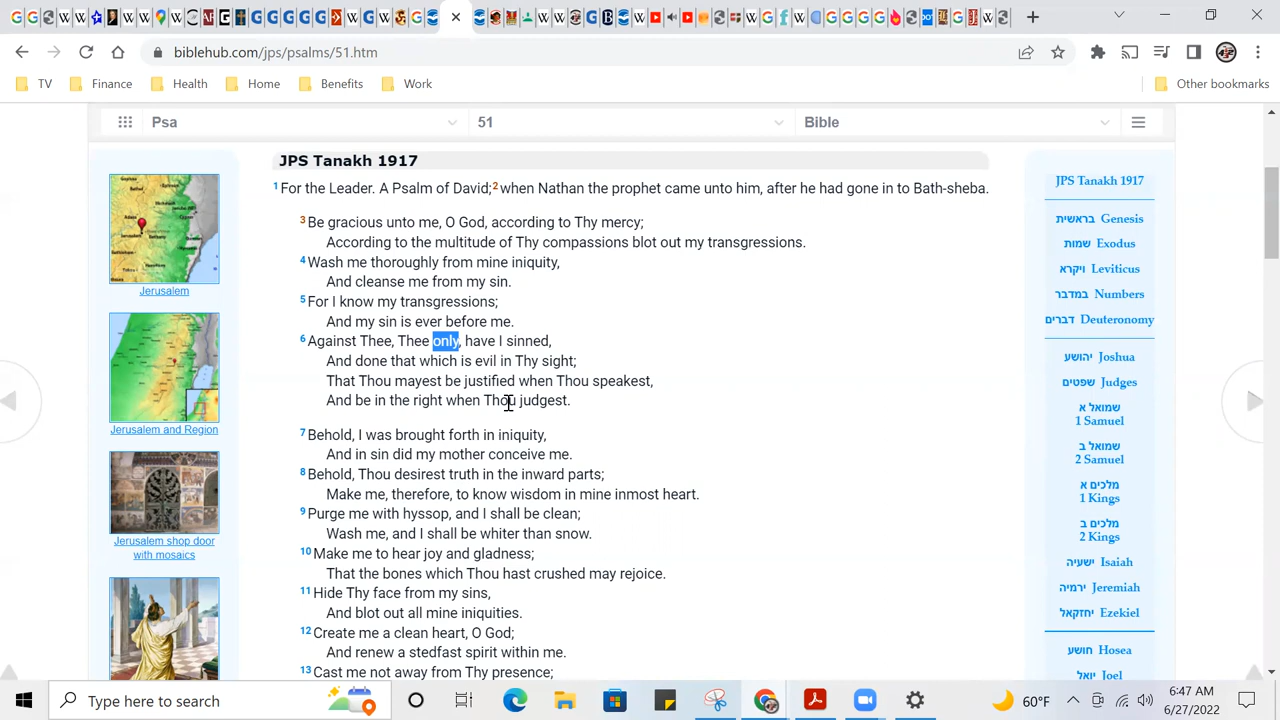 biblehub.com/jps/psalms/51.htm
TV
Finance
Health
Home
Benefits
Work
Other bookmarks
Psa
51
Bible
JPS Tanakh 1917
1 For the Leader. A Psalm of David; 2 when Nathan the prophet came unto him, after he had gone in to Bath-sheba.
3 Be gracious unto me, O God, according to Thy mercy;
According to the multitude of Thy compassions blot out my transgressions.
4 Wash me thoroughly from mine iniquity,
And cleanse me from my sin.
5 For I know my transgressions;
And my sin is ever before me.
6 Against Thee, Thee only, have I sinned,
And done that which is evil in Thy sight;
That Thou mayest be justified when Thou speakest,
And be in the right when Thou judgest.
7 Behold, I was brought forth in iniquity,
And in sin did my mother conceive me.
8 Behold, Thou desirest truth in the inward parts;
Make me, therefore, to know wisdom in mine inmost heart.
9 Purge me with hyssop, and I shall be clean;
Wash me, and I shall be whiter than snow.
10 Make me to hear joy and gladness;
That the bones which Thou hast crushed may rejoice.
11 Hide Thy face from my sins,
And blot out all mine iniquities.
12 Create me a clean heart, O God;
And renew a stedfast spirit within me.
13 Cast me not away from Thy presence;
Jerusalem
Jerusalem and Region
Jerusalem shop door
with mosaics
JPS Tanakh 1917
בראשית Genesis
שמות Exodus
ויקרא Leviticus
במדבר Numbers
דברים Deuteronomy
יהושע Joshua
שפטים Judges
שמואל א
1 Samuel
שמואל ב
2 Samuel
מלכים א
1 Kings
מלכים ב
2 Kings
ישעיה Isaiah
ירמיה Jeremiah
יחזקאל Ezekiel
הושע Hosea
יואל Joel
Type here to search
60°F
6:47 AM
6/27/2022